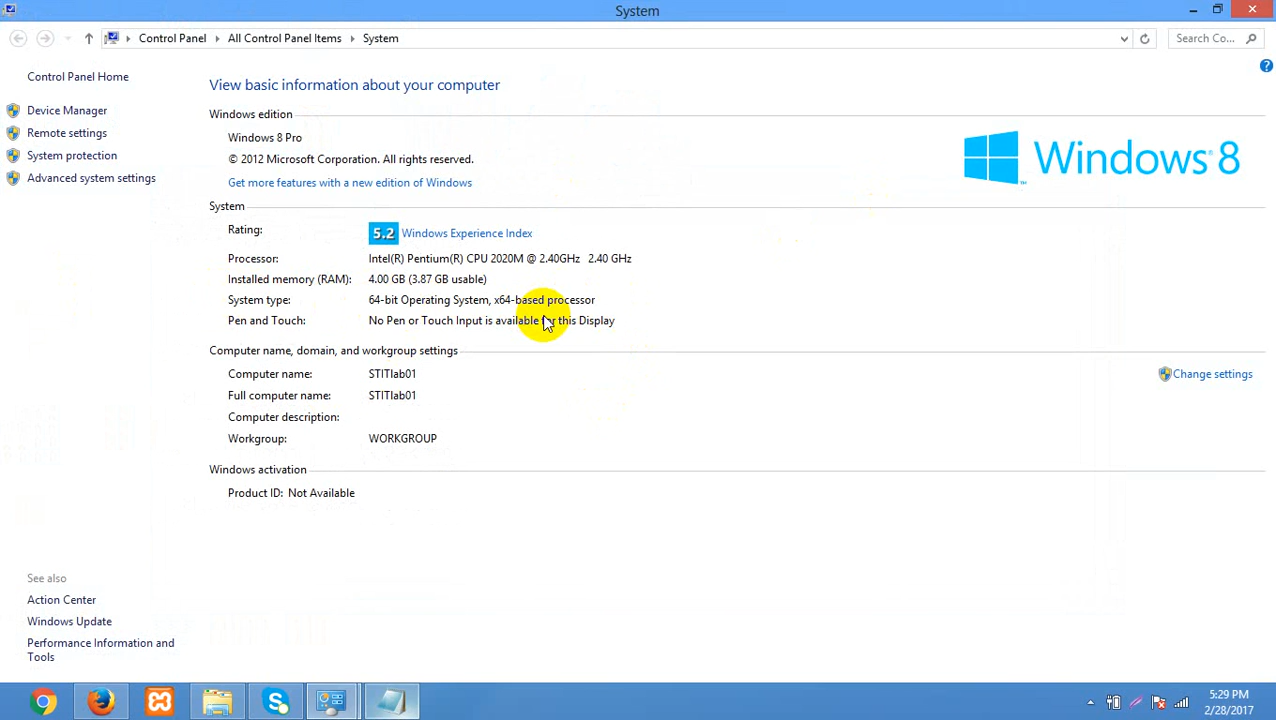 System
Control Panel
All Control Panel Items
System
Search Co...
Control Panel Home
Device Manager
Remote settings
System protection
Advanced system settings
View basic information about your computer
Windows edition
Windows 8 Pro
© 2012 Microsoft Corporation. All rights reserved.
Get more features with a new edition of Windows
Windows® 8
System
Rating: 5.2 Windows Experience Index
Processor: Intel(R) Pentium(R) CPU 2020M @ 2.40GHz 2.40 GHz
Installed memory (RAM): 4.00 GB (3.87 GB usable)
System type: 64-bit Operating System, x64-based processor
Pen and Touch: No Pen or Touch Input is available for this Display
Computer name, domain, and workgroup settings
Computer name: STITlab01
Change settings
Full computer name: STITlab01
Computer description:
Workgroup: WORKGROUP
Windows activation
Product ID: Not Available
See also
Action Center
Windows Update
Performance Information and
Tools
5:29 PM
2/28/2017